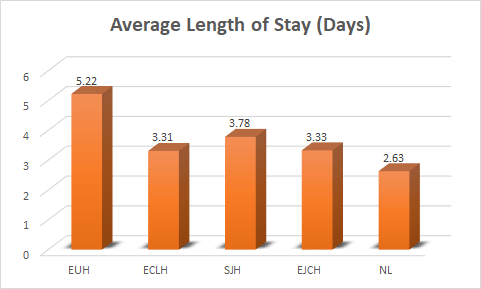 Average Length of Stay (Days)
6
5
4
3
2
1
0
5.22
3.31
3.78
3.33
2.63
EUH
ECLH
SJH
EJCH
NL